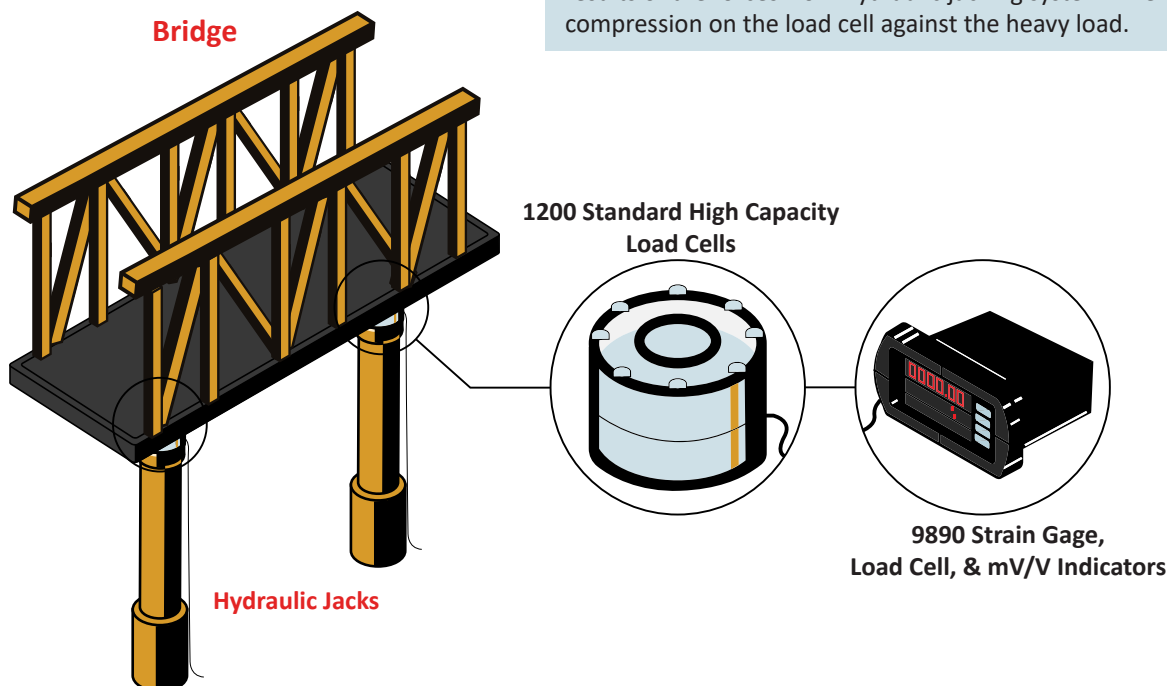 compression on the load cell against the heavy load.
Bridge
1200 Standard High Capacity
Load Cells
0000.00
9890 Strain Gage,
Load Cell, & mV/V Indicators
Hydraulic Jacks